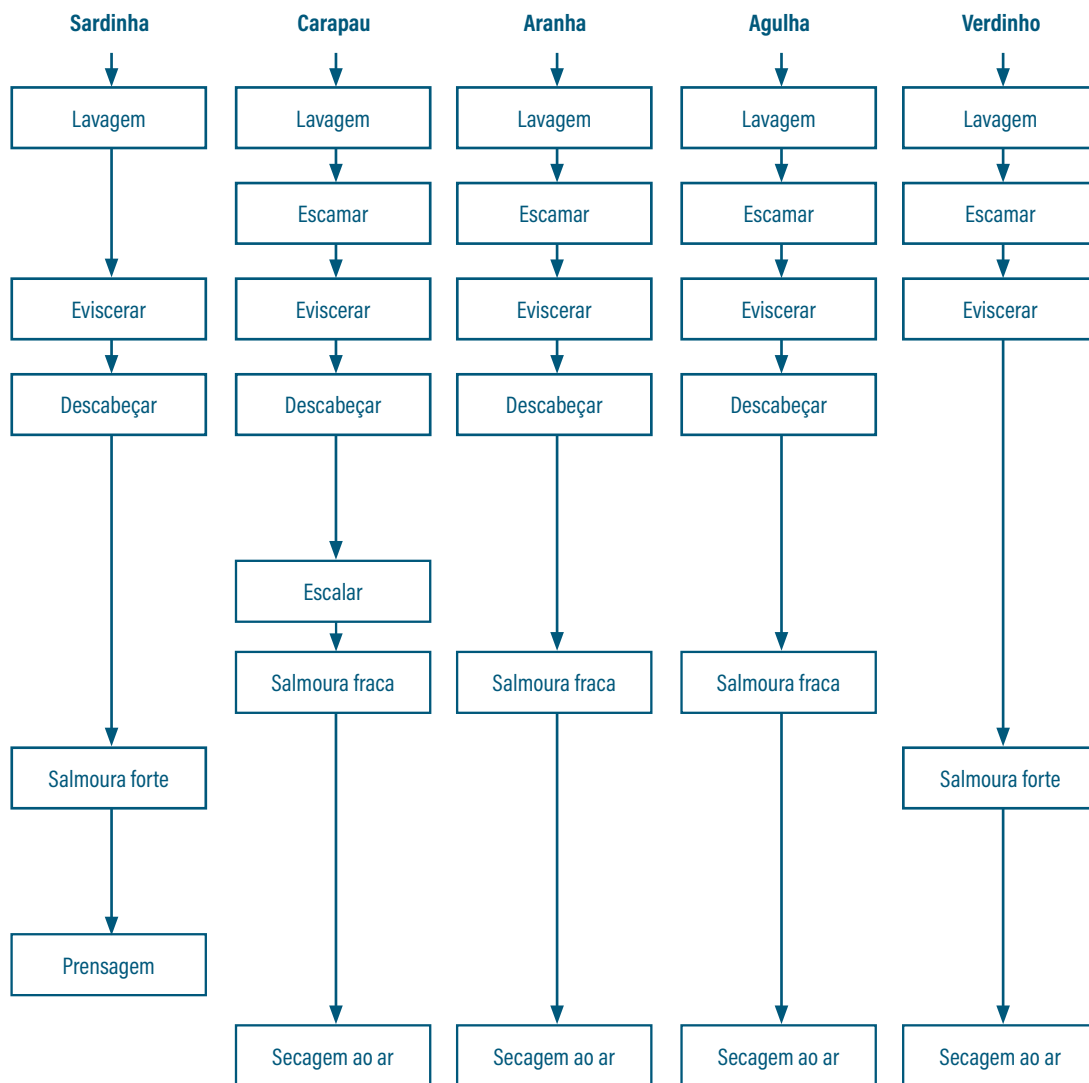 Sardinha Carapau Aranha Agulha Verdinho
Lavagem Lavagem Lavagem Lavagem Lavagem
Escamar Escamar Escamar Escamar
Eviscerar Eviscerar Eviscerar Eviscerar Eviscerar
Descabeçar Descabeçar Descabeçar Descabeçar
Escalar
Salmoura fraca Salmoura fraca Salmoura fraca
Salmoura forte Salmoura forte
Prensagem
Secagem ao ar Secagem ao ar Secagem ao ar Secagem ao ar